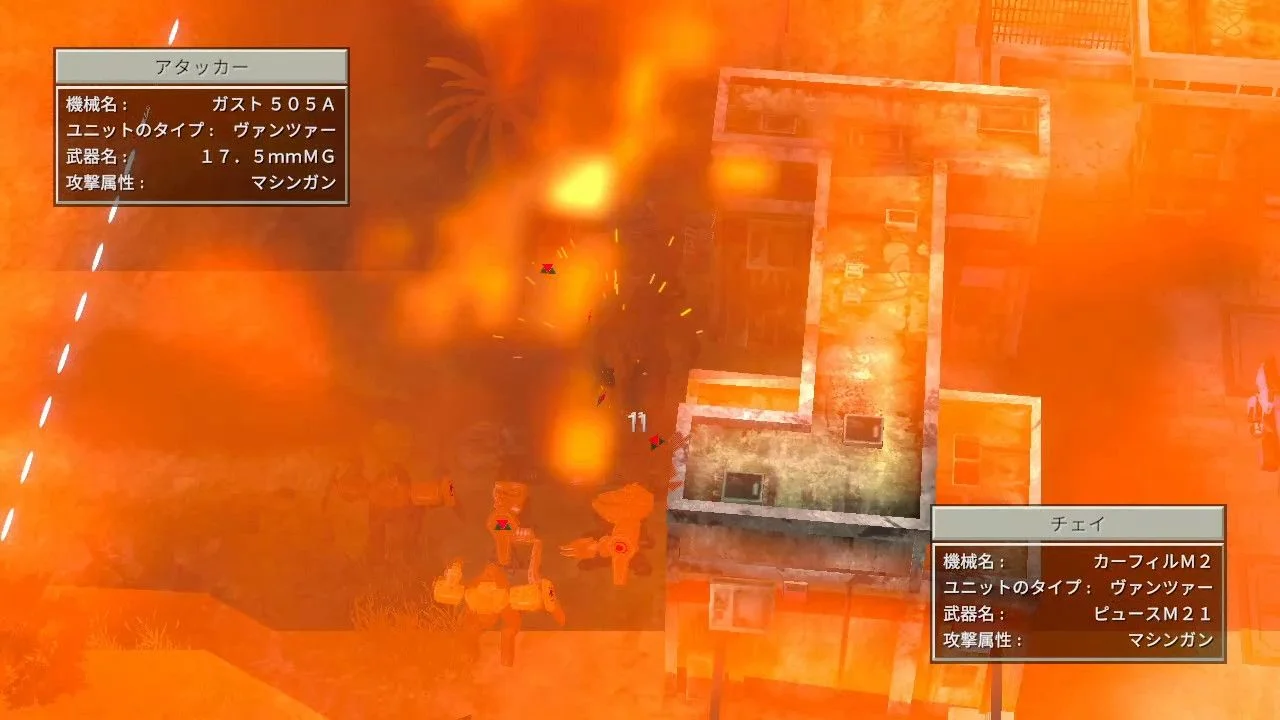 アタッカー
機械名： ガスト５０５Ａ
ユニットのタイプ： ヴァンツァー
武器名： １７．５ｍｍＭＧ
攻撃属性： マシンガン
11
チェイ
機械名： カーフィルＭ２
ユニットのタイプ： ヴァンツァー
武器名： ピュースＭ２１
攻撃属性： マシンガン